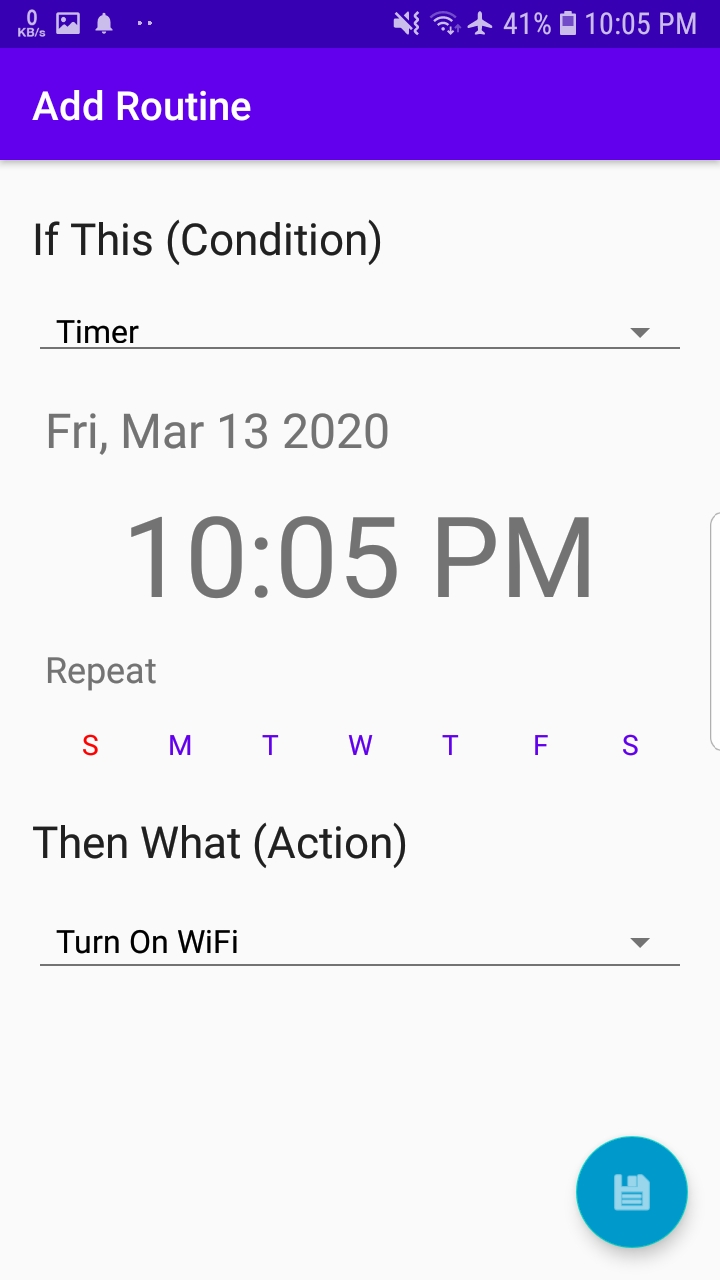 0 KB/s 41% 10:05 PM
Add Routine
If This (Condition)
Timer
Fri, Mar 13 2020
10:05 PM
Repeat
S M T W T F S
Then What (Action)
Turn On WiFi